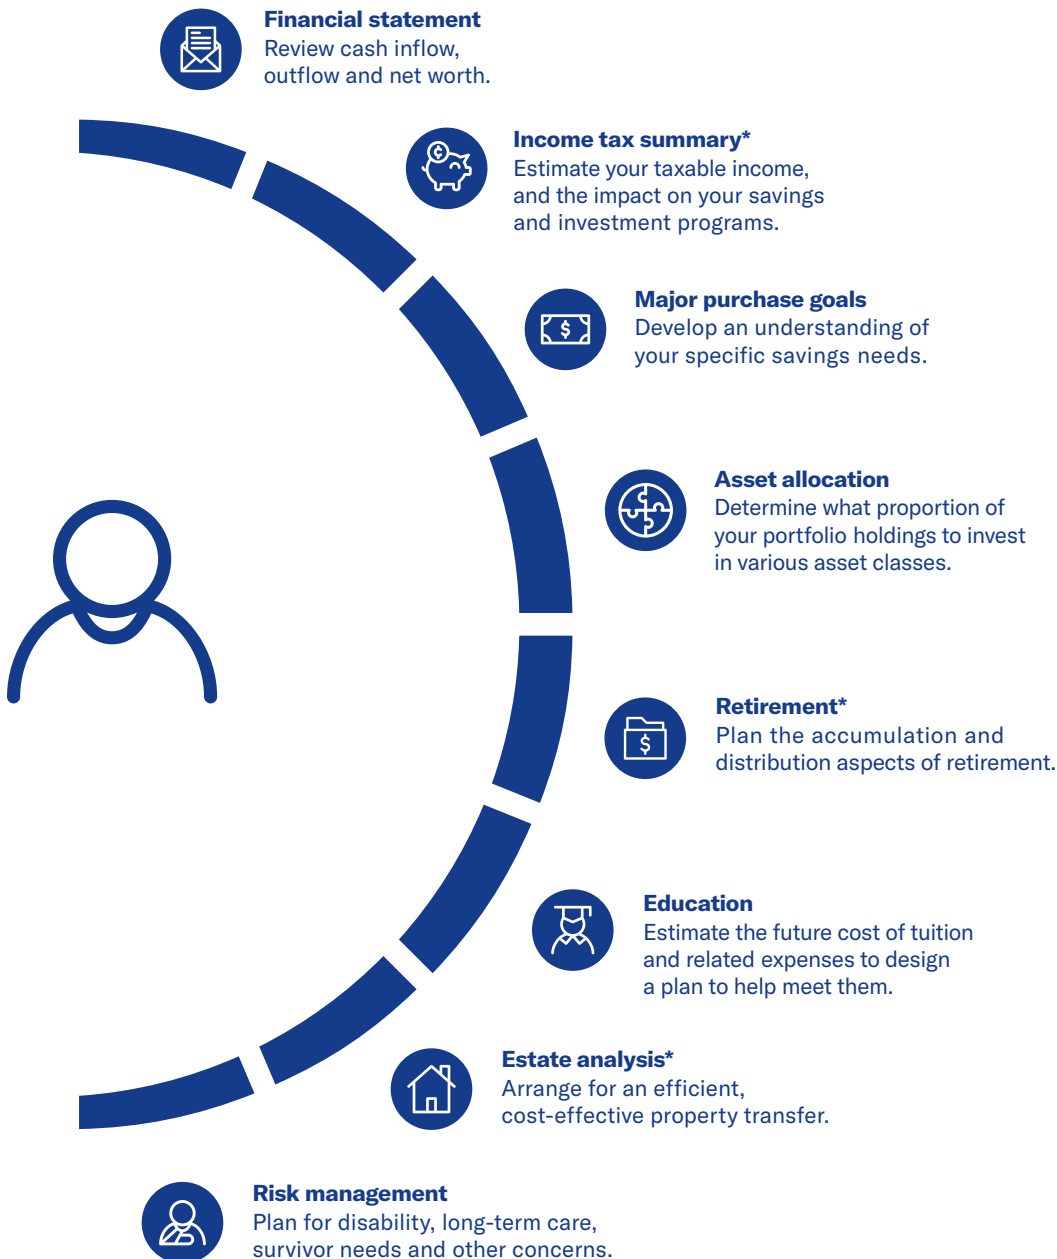 Financial statement
Review cash inflow,
outflow and net worth.
Income tax summary*
Estimate your taxable income,
and the impact on your savings
and investment programs.
Major purchase goals
Develop an understanding of
your specific savings needs.
Asset allocation
Determine what proportion of
your portfolio holdings to invest
in various asset classes.
Retirement*
Plan the accumulation and
distribution aspects of retirement.
Education
Estimate the future cost of tuition
and related expenses to design
a plan to help meet them.
Estate analysis*
Arrange for an efficient,
cost-effective property transfer.
Risk management
Plan for disability, long-term care,
survivor needs and other concerns.